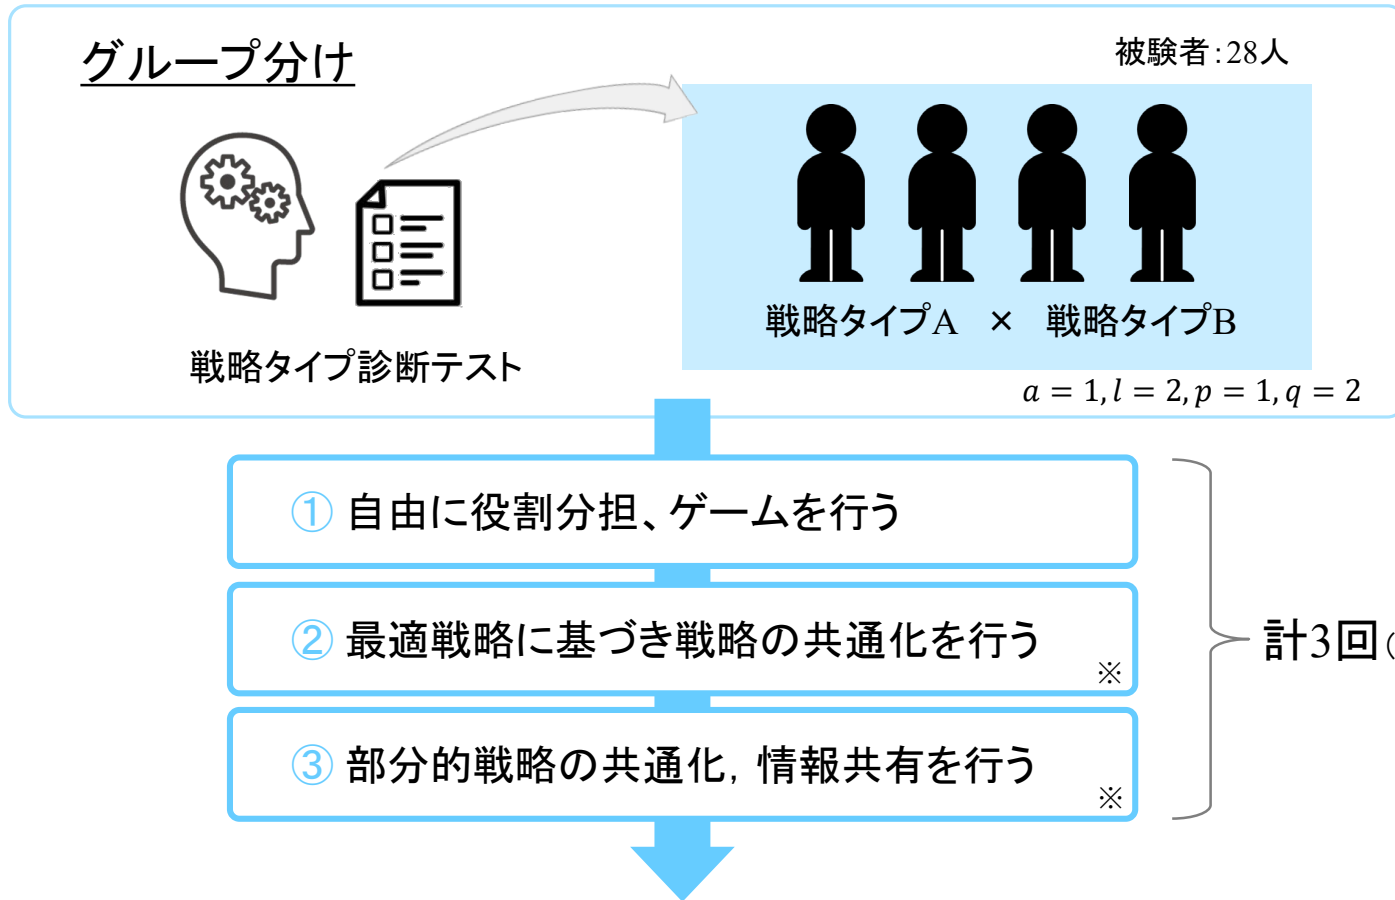 グループ分け
被験者：28人
戦略タイプA × 戦略タイプB
戦略タイプ診断テスト
a = 1, l = 2, p = 1, q = 2
① 自由に役割分担、ゲームを行う
② 最適戦略に基づき戦略の共通化を行う
※
計3回（
③ 部分的戦略の共通化，情報共有を行う
※